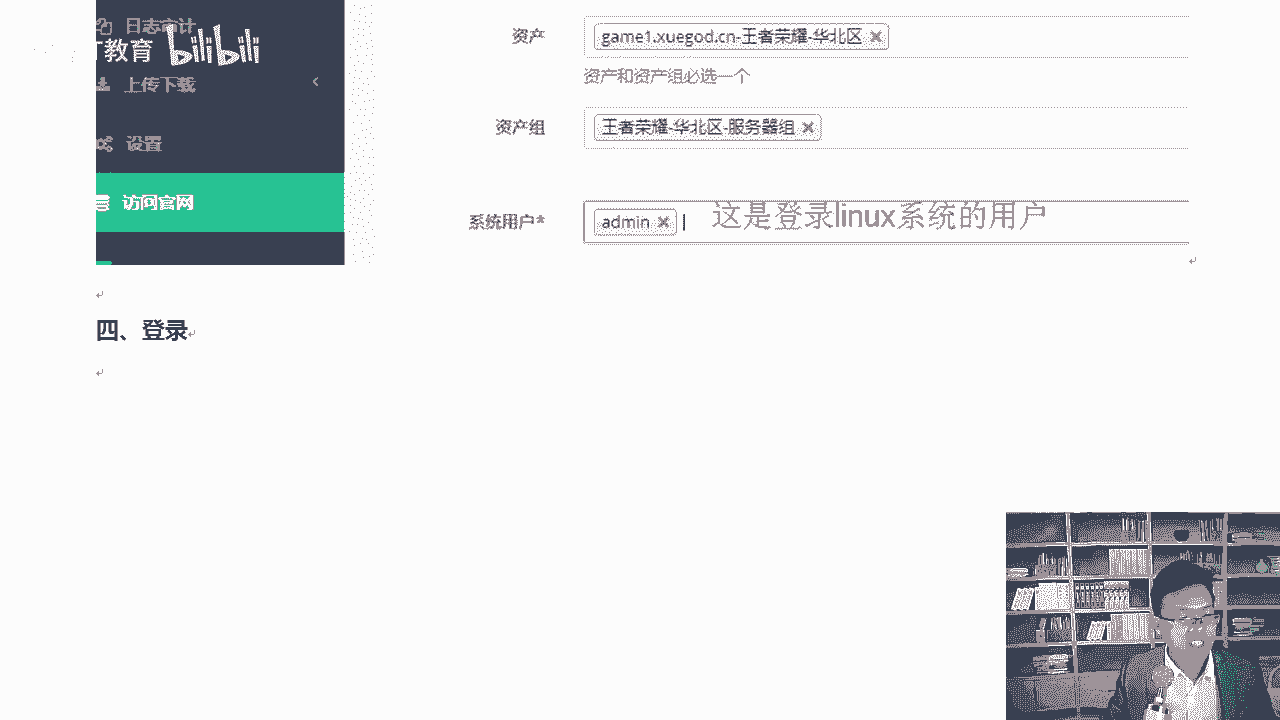 日志审计
IT教育 bilibili
上传下载
设置
访问官网
资产
game1.xuegod.cn-王者荣耀-华北区
资产和资产组必选一个
资产组
王者荣耀-华北区-服务器组
系统用户*
admin
这是登录linux系统的用户
四、登录